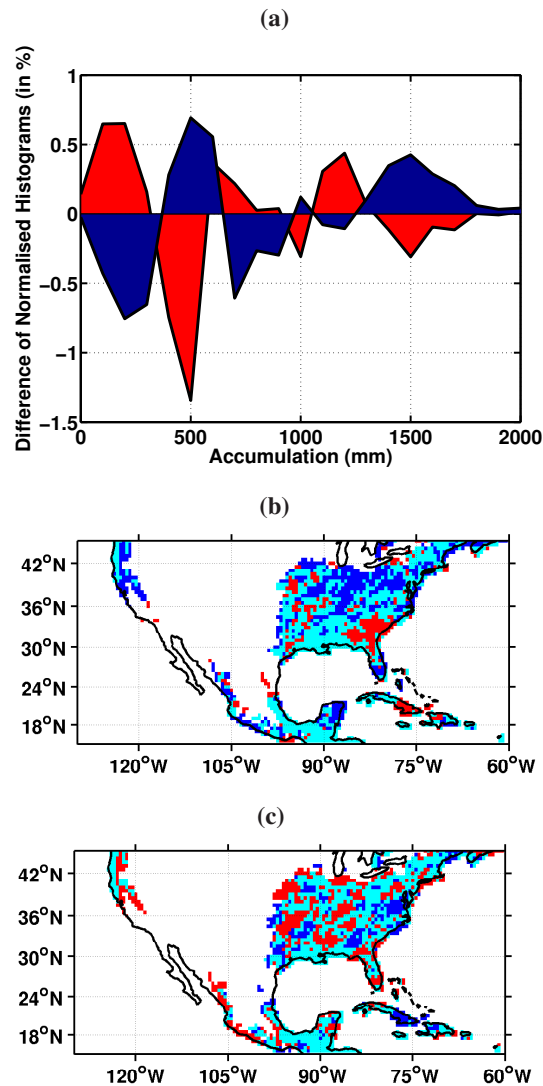 (a)
Difference of Normalised Histograms (in %)
1
0.5
0
−0.5
−1
−1.5
0
500
1000
1500
2000
Accumulation (mm)
(b)
42°N
36°N
30°N
24°N
18°N
120°W
105°W
90°W
75°W
60°W
(c)
42°N
36°N
30°N
24°N
18°N
120°W
105°W
90°W
75°W
60°W